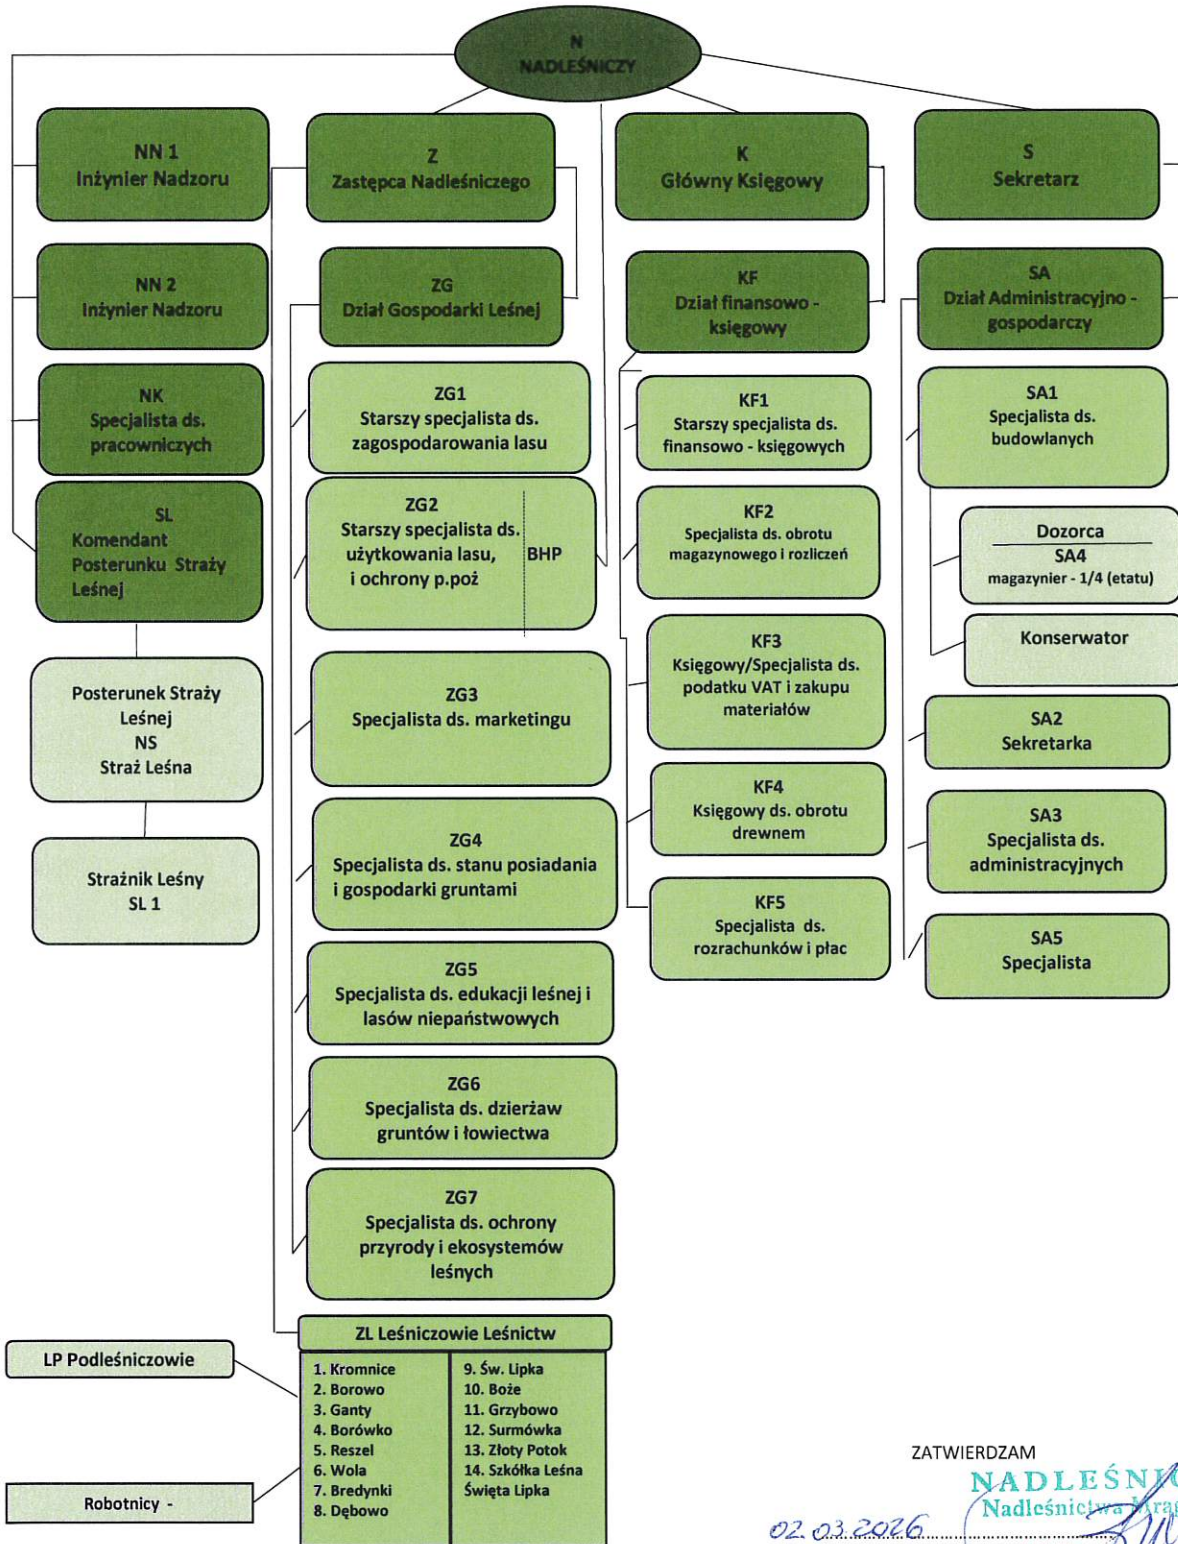 N
NADLEŚNICZY
NN 1
Inżynier Nadzoru
Z
Zastępca Nadleśniczego
K
Główny Księgowy
S
Sekretarz
NN 2
Inżynier Nadzoru
ZG
Dział Gospodarki Leśnej
KF
Dział finansowo -
księgowy
SA
Dział Administracyjno -
gospodarczy
NK
Specjalista ds.
pracowniczych
SL
Komendant
Posterunku Straży
Leśnej
Posterunek Straży
Leśnej
NS
Straż Leśna
Strażnik Leśny
SL 1
ZG1
Starszy specjalista ds.
zagospodarowania lasu
ZG2
Starszy specjalista ds.
użytkowania lasu,
i ochrony p.poż
BHP
ZG3
Specjalista ds. marketingu
ZG4
Specjalista ds. stanu posiadania
i gospodarki gruntami
ZG5
Specjalista ds. edukacji leśnej i
lasów niepaństwowych
ZG6
Specjalista ds. dzierżaw
gruntów i łowiectwa
ZG7
Specjalista ds. ochrony
przyrody i ekosystemów
leśnych
KF1
Starszy specjalista ds.
finansowo - księgowych
KF2
Specjalista ds. obrotu
magazynowego i rozliczeń
KF3
Księgowy/Specjalista ds.
podatku VAT i zakupu
materiałów
KF4
Księgowy ds. obrotu
drewnem
KF5
Specjalista ds.
rozrachunków i płac
SA1
Specjalista ds.
budowlanych
Dozorca
SA4
magazynier - 1/4 (etatu)
Konserwator
SA2
Sekretarka
SA3
Specjalista ds.
administracyjnych
SA5
Specjalista
ZL Leśniczowie Leśnictw
1. Kromnice
2. Borowo
3. Ganty
4. Borówko
5. Reszel
6. Wola
7. Bredynki
8. Dębowo
9. Św. Lipka
10. Boże
11. Grzybowo
12. Surmówka
13. Złoty Potok
14. Szkółka Leśna
Święta Lipka
LP Podleśniczowie
Robotnicy -
ZATWIERDZAM
NADLEŚNIC
Nadleśnictwa Mrąg
02.03.2026